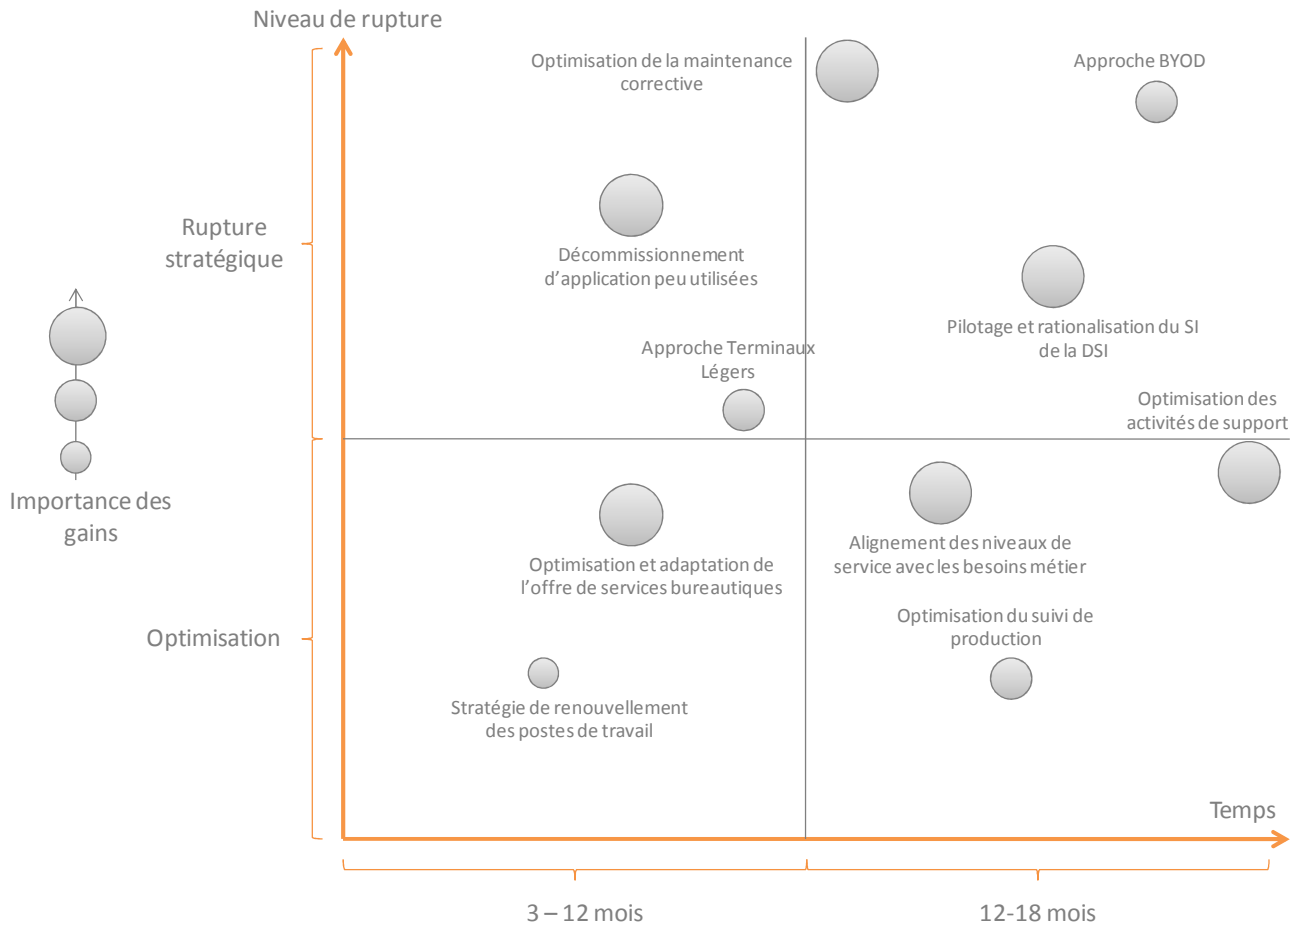 Niveau de rupture
Optimisation de la maintenance
corrective
Approche BYOD
Rupture
stratégique
Décommissionnement
d'application peu utilisées
Pilotage et rationalisation du SI
de la DSI
Approche Terminaux
Légers
Optimisation des
activités de support
Importance des
gains
Optimisation et adaptation de
l'offre de services bureautiques
Alignement des niveaux de
service avec les besoins métier
Optimisation
Optimisation du suivi de
production
Stratégie de renouvellement
des postes de travail
Temps
3 – 12 mois
12-18 mois